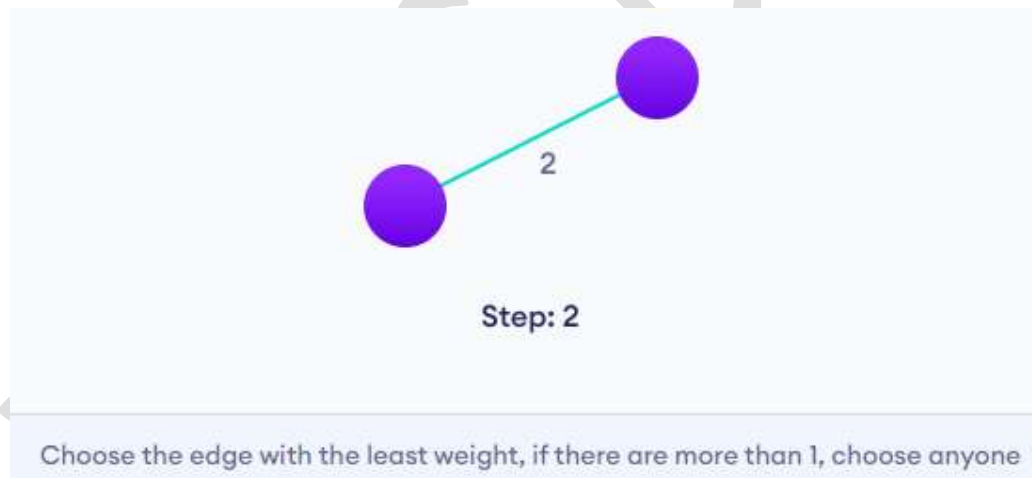 2
Step: 2
Choose the edge with the least weight, if there are more than 1, choose anyone